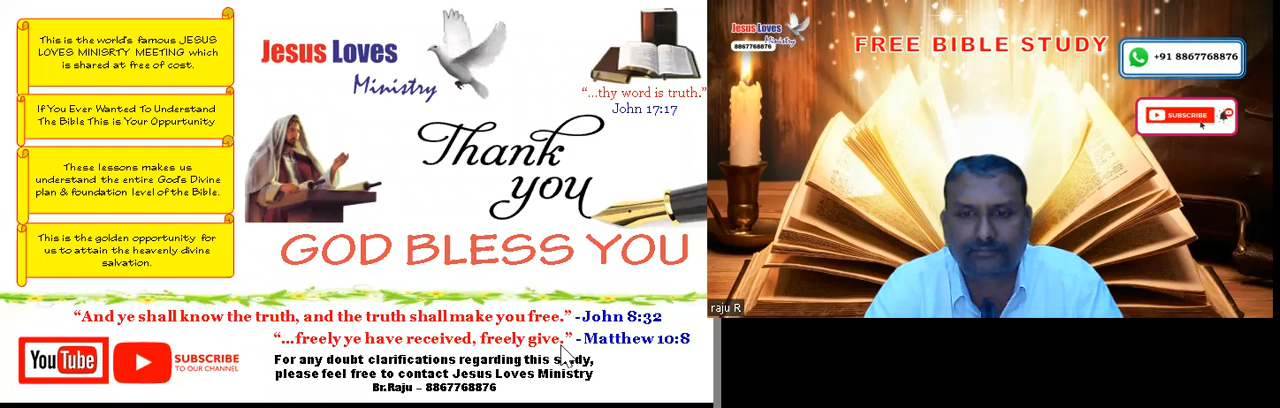 This is the world's famous JESUS
LOVES MINISRTY MEETING which
is shared at free of cost.
If You Ever Wanted To Understand
The Bible This is Your Oppurtunity
These lessons makes us
understand the entire God's Divine
plan & foundation level of the Bible.
This is the golden opportunity for
us to attain the heavenly divine
salvation.
Jesus Loves
Ministry
"...thy word is truth."
John 17:17
Thank
you
GOD BLESS YOU
"And ye shall know the truth, and the truth shall make you free." - John 8:32
"...freely ye have received, freely give." - Matthew 10:8
YouTube
SUBSCRIBE
TO OUR CHANNEL
For any doubt clarifications regarding this study,
please feel free to contact Jesus Loves Ministry
Br.Raju – 8867768876
Jesus Loves
Ministry
8867768876
FREE BIBLE STUDY
+91 8867768876
SUBSCRIBE
raju R